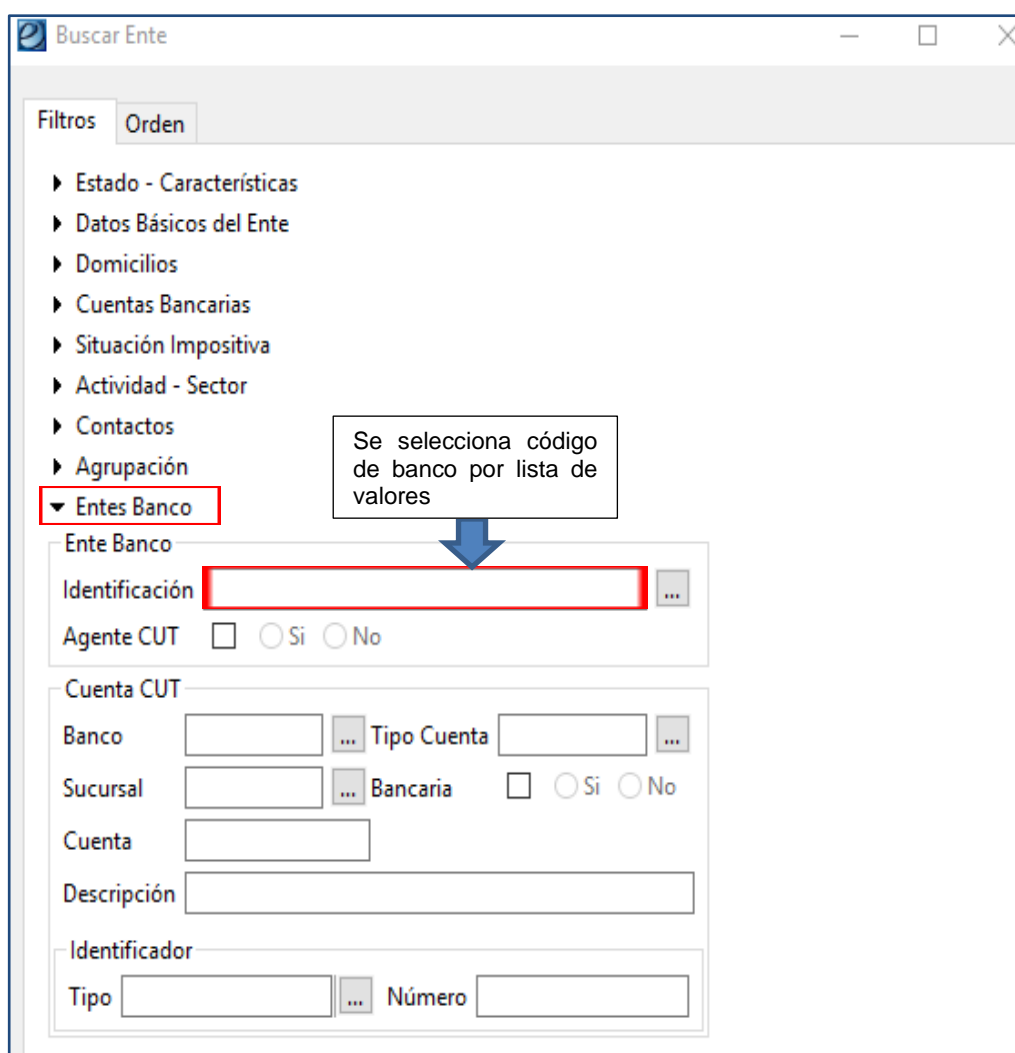 Buscar Ente
Filtros Orden
Estado - Características
Datos Básicos del Ente
Domicilios
Cuentas Bancarias
Situación Impositiva
Actividad - Sector
Contactos
Agrupación
Entes Banco
Se selecciona código
de banco por lista de
valores
Ente Banco
Identificación ...
Agente CUT Si No
Cuenta CUT
Banco ... Tipo Cuenta ...
Sucursal ... Bancaria Si No
Cuenta
Descripción
Identificador
Tipo ... Número